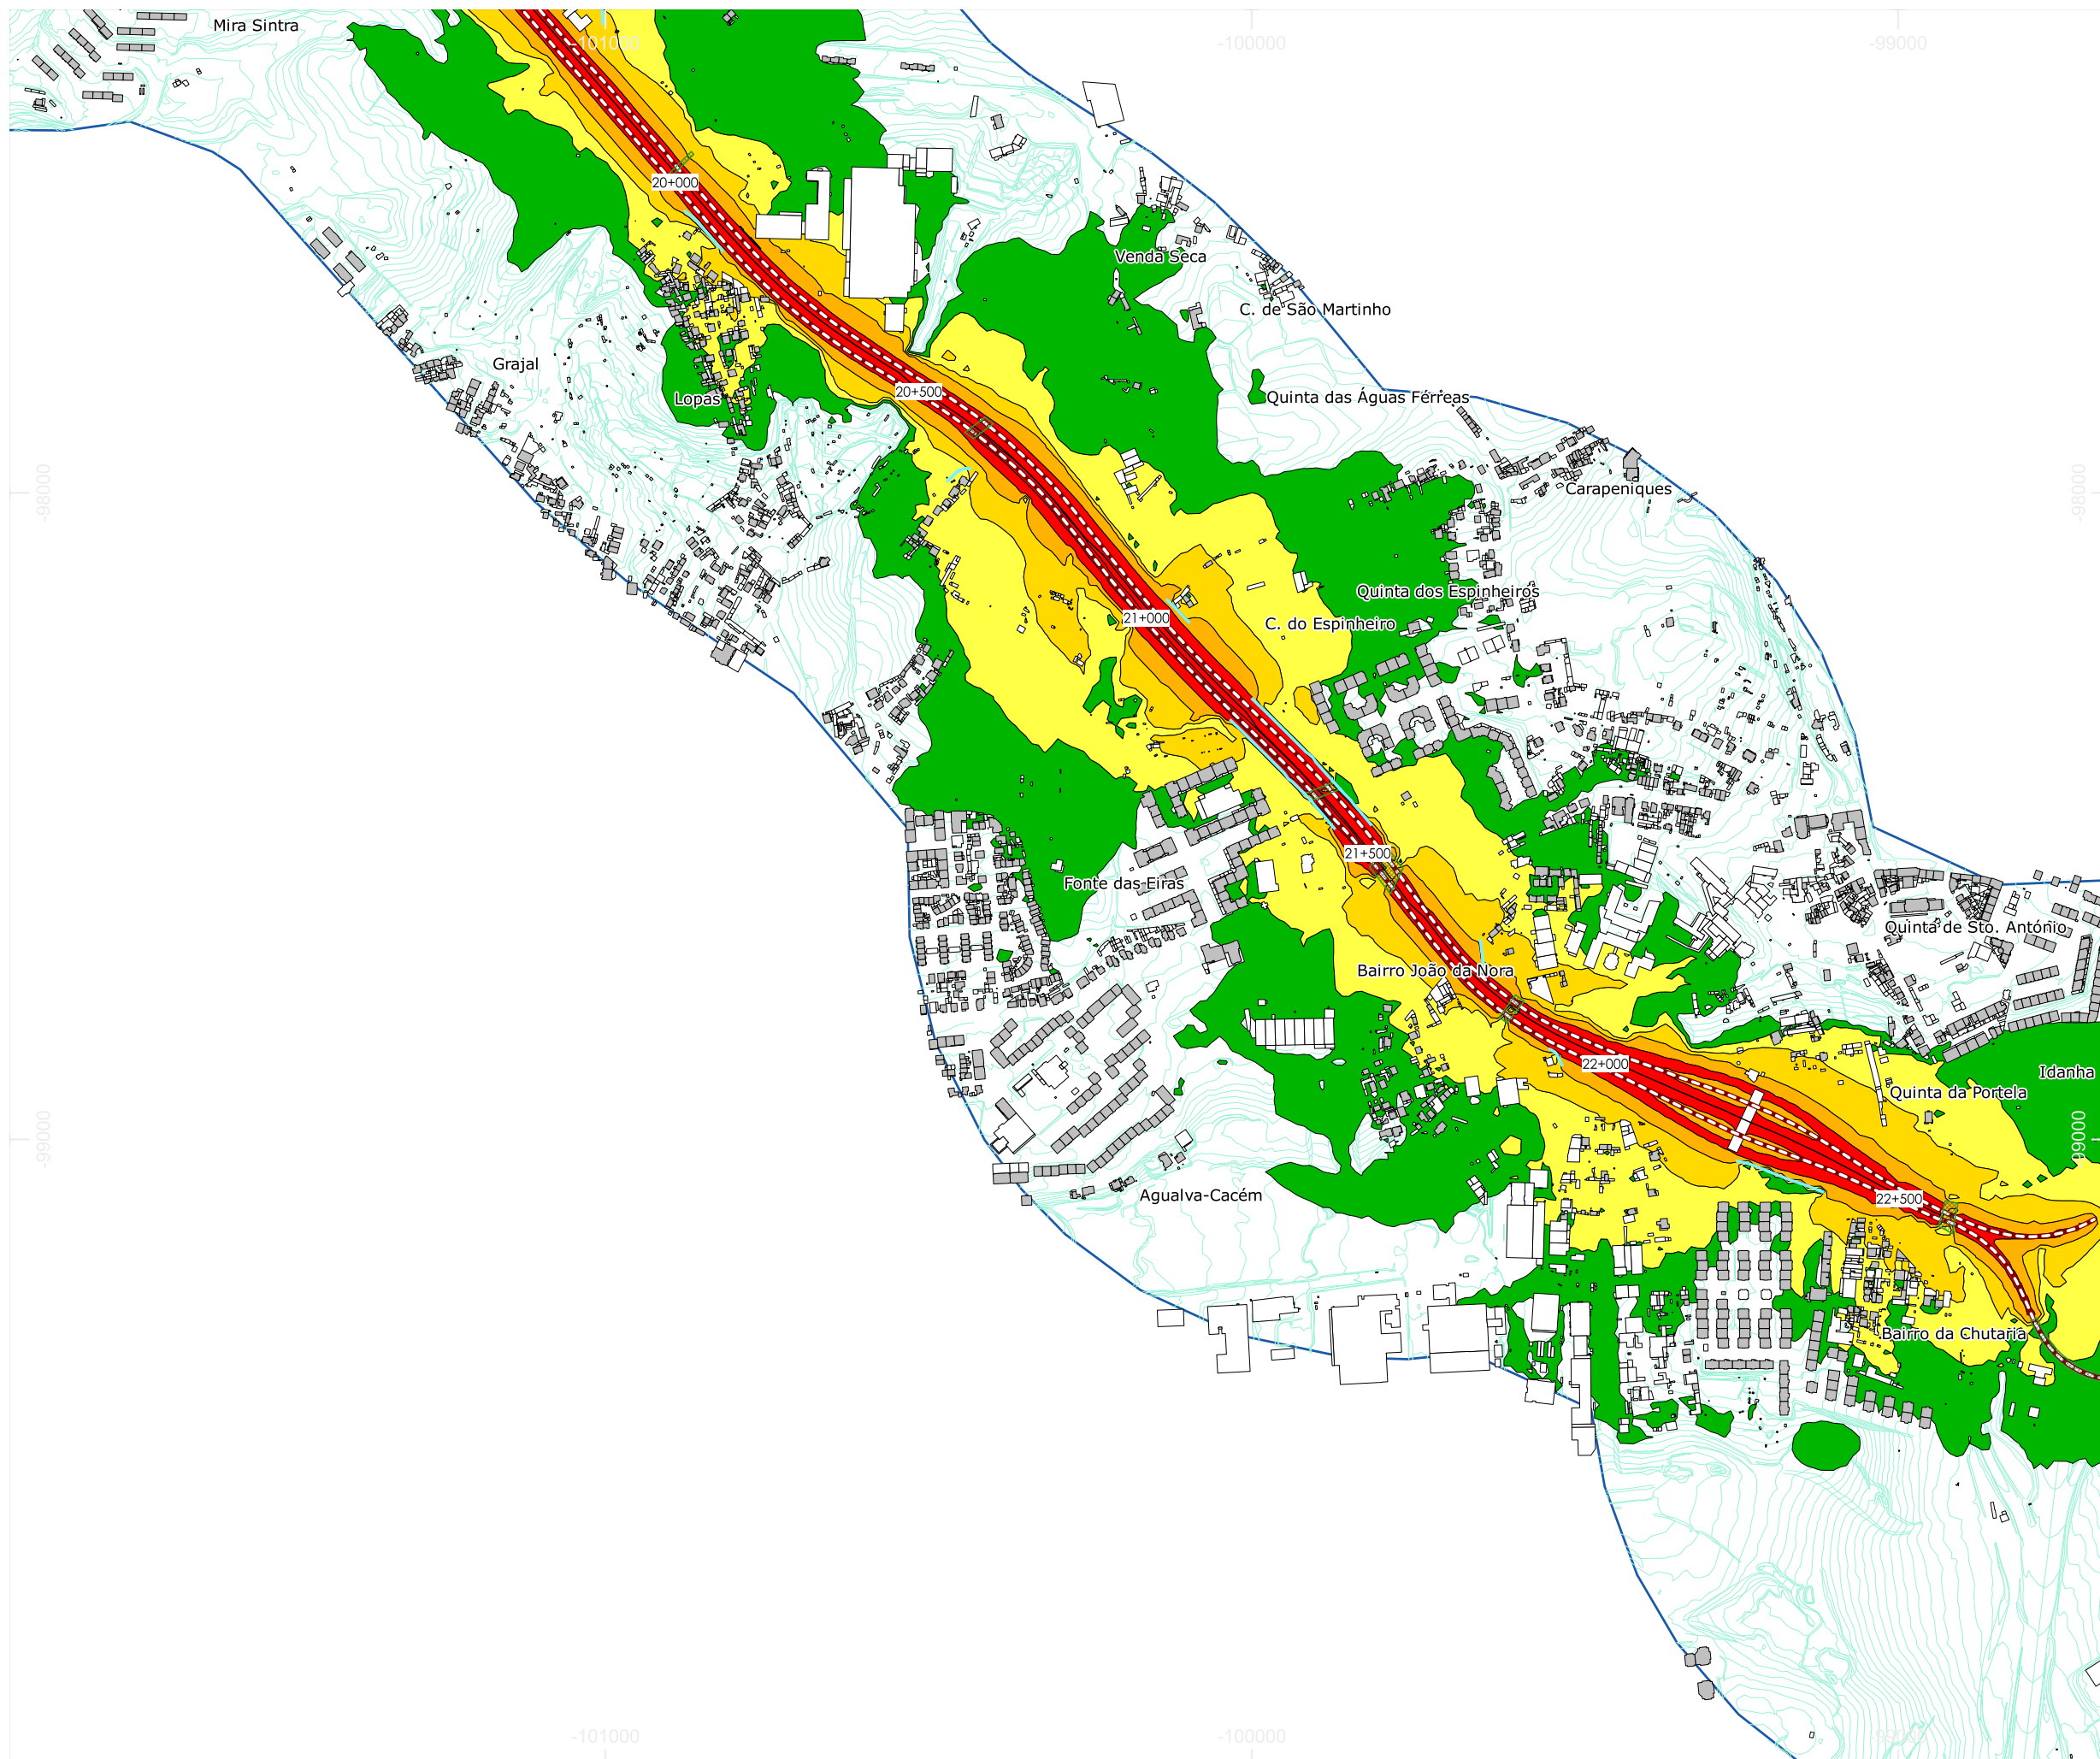 Mira Sintra
-101000
-100000
-99000
20+000
Venda Seca
C. de São Martinho
Grajal
20+500
Lopas
Quinta das Águas Férreas
-98000
-98000
Carapeniques
Quinta dos Espinheiros
21+000
C. do Espinheiro
21+500
Fonte das Eiras
Quinta de Sto. António
Bairro João da Nora
22+000
Idanha
Quinta da Portela
-99000
-99000
Agualva-Cacém
22+500
Bairro da Chutaria
-101000
-100000
-99000